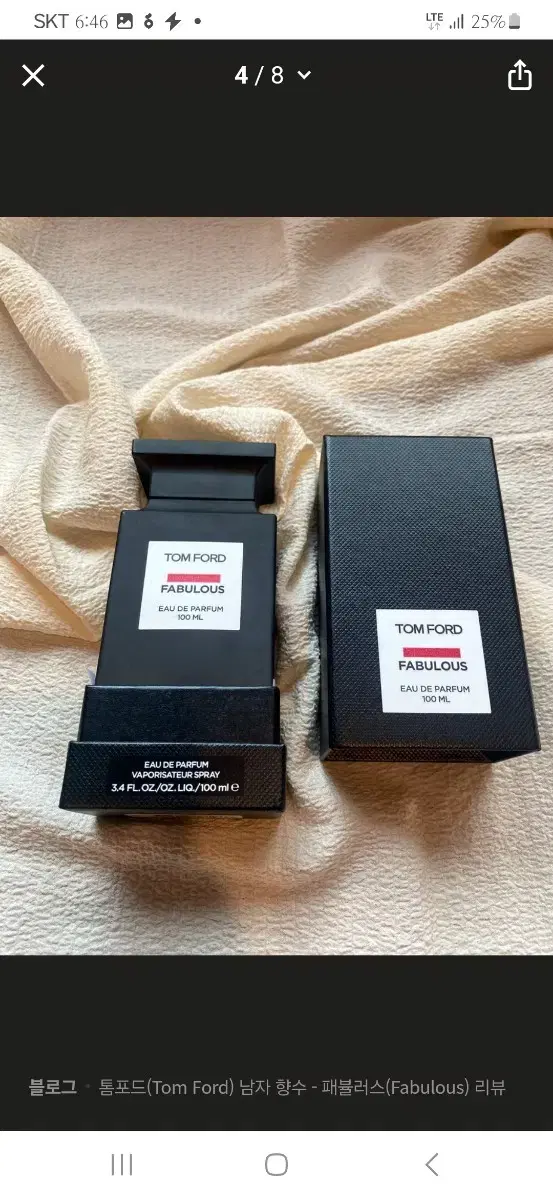 SKT 6:46
LTE
25%
4 / 8
TOM FORD
FABULOUS
EAU DE PARFUM
100 ML
EAU DE PARFUM
VAPORISATEUR SPRAY
3.4 FL.OZ./OZ. LIQ./100 ml ℮
TOM FORD
FABULOUS
EAU DE PARFUM
100 ML
블로그 · 톰포드(Tom Ford) 남자 향수 - 패뷸러스(Fabulous) 리뷰